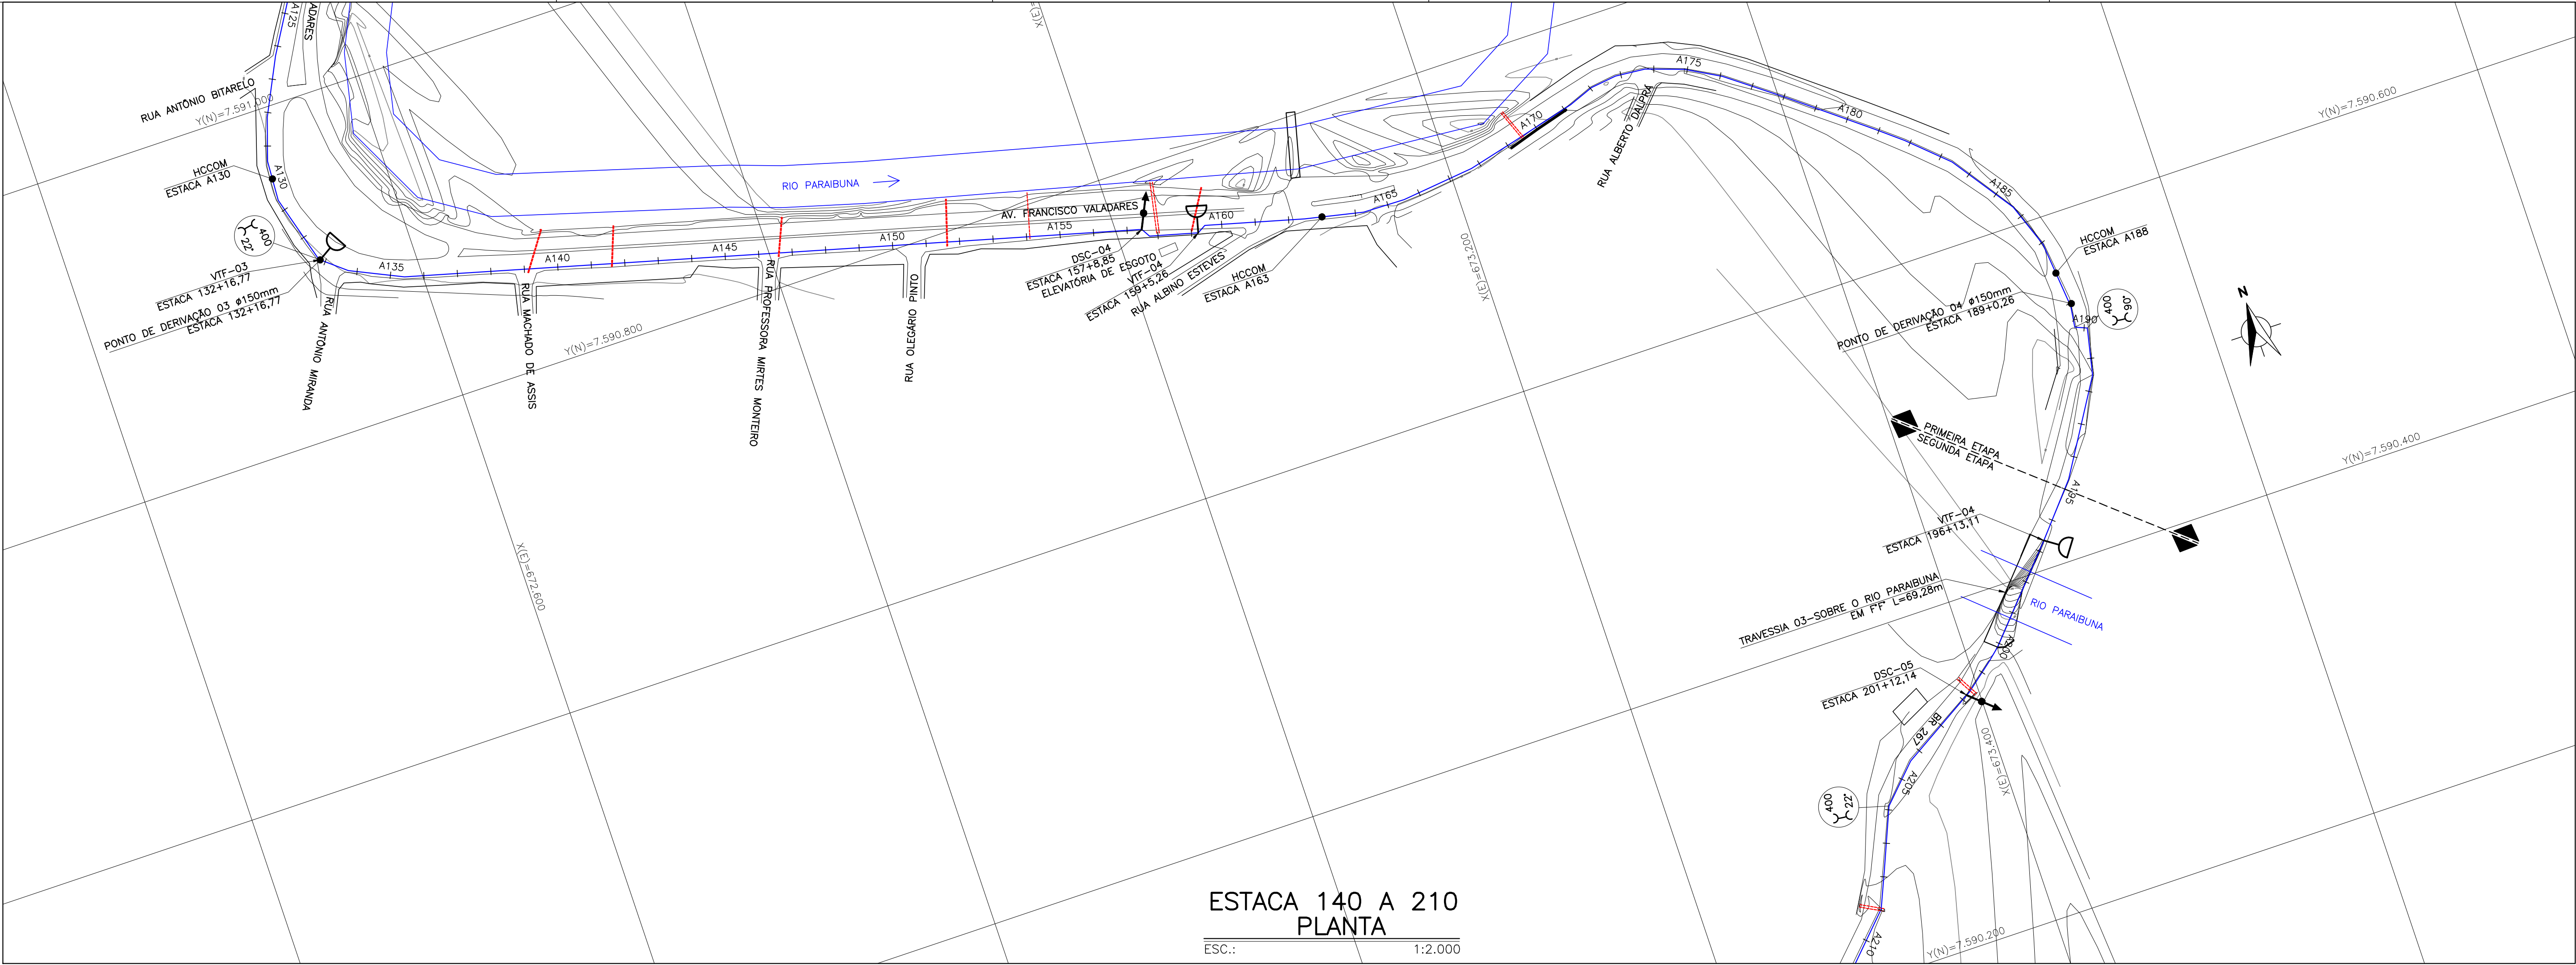 A125
ADARES
RUA ANTÔNIO BITARELO
Y(N)=7.591.000
HCCOM
ESTACA A130
A130
400
22°
VTF-03
ESTACA 132+16,77
PONTO DE DERIVAÇÃO 03 ø150mm
ESTACA 132+16,77
A135
RUA ANTÔNIO MIRANDA
A140
RUA MACHADO DE ASSIS
X(E)=672.600
Y(N)=7.590.800
A145
RUA PROFESSORA MIRTES MONTEIRO
A150
RUA OLEGÁRIO PINTO
RIO PARAIBUNA
AV. FRANCISCO VALADARES
A155
DSC-04
ESTACA 157+8,85
ELEVATÓRIA DE ESGOTO
VTF-04
ESTACA 159+5,26
RUA ALBINO ESTEVES
A160
HCCOM
ESTACA A163
A165
X(E)=
X(E)=673.200
A170
A175
RUA ALBERTO DALPRÁ
A180
A185
HCCOM
ESTACA A188
PONTO DE DERIVAÇÃO 04 ø150mm
ESTACA 189+0,26
A190
400
90°
N
Y(N)=7.590.600
PRIMEIRA ETAPA
SEGUNDA ETAPA
Y(N)=7.590.400
A195
VTF-04
ESTACA 196+13,11
TRAVESSIA 03-SOBRE O RIO PARAIBUNA
EM FºFº L=69,28m
RIO PARAIBUNA
A200
DSC-05
ESTACA 201+12,14
BR 267
X(E)=673.400
A205
400
22°
A210
Y(N)=7.590.200
ESTACA 140 A 210
PLANTA
ESC.: 1:2.000